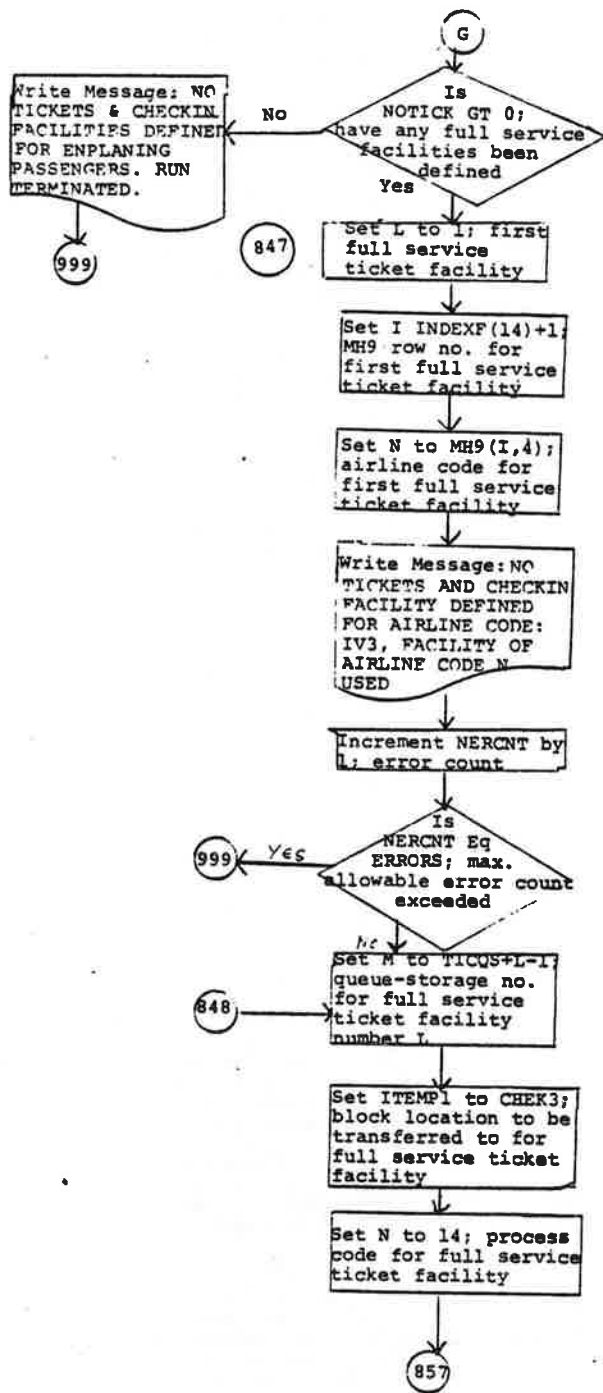 G
Is
NOTICK GT 0;
have any full service
facilities been
defined
No
Yes
Write Message: NO
TICKETS & CHECKIN
FACILITIES DEFINED
FOR ENPLANING
PASSENGERS. RUN
TERMINATED.
999
847
Set L to 1; first
full service
ticket facility
Set I INDEXF(14)+1;
MH9 row no. for
first full service
ticket facility
Set N to MH9(I,4);
airline code for
first full service
ticket facility
Write Message: NO
TICKETS AND CHECKIN
FACILITY DEFINED
FOR AIRLINE CODE:
IV3, FACILITY OF
AIRLINE CODE N
USED
Increment NERCNT by
1; error count
Is
NERCNT Eq
ERRORS; max.
allowable error count
exceeded
YES
999
No
Set M to TICQS+L-1;
queue-storage no.
for full service
ticket facility
number L
848
Set ITEMP1 to CHEK3;
block location to be
transferred to for
full service ticket
facility
Set N to 14; process
code for full service
ticket facility
857